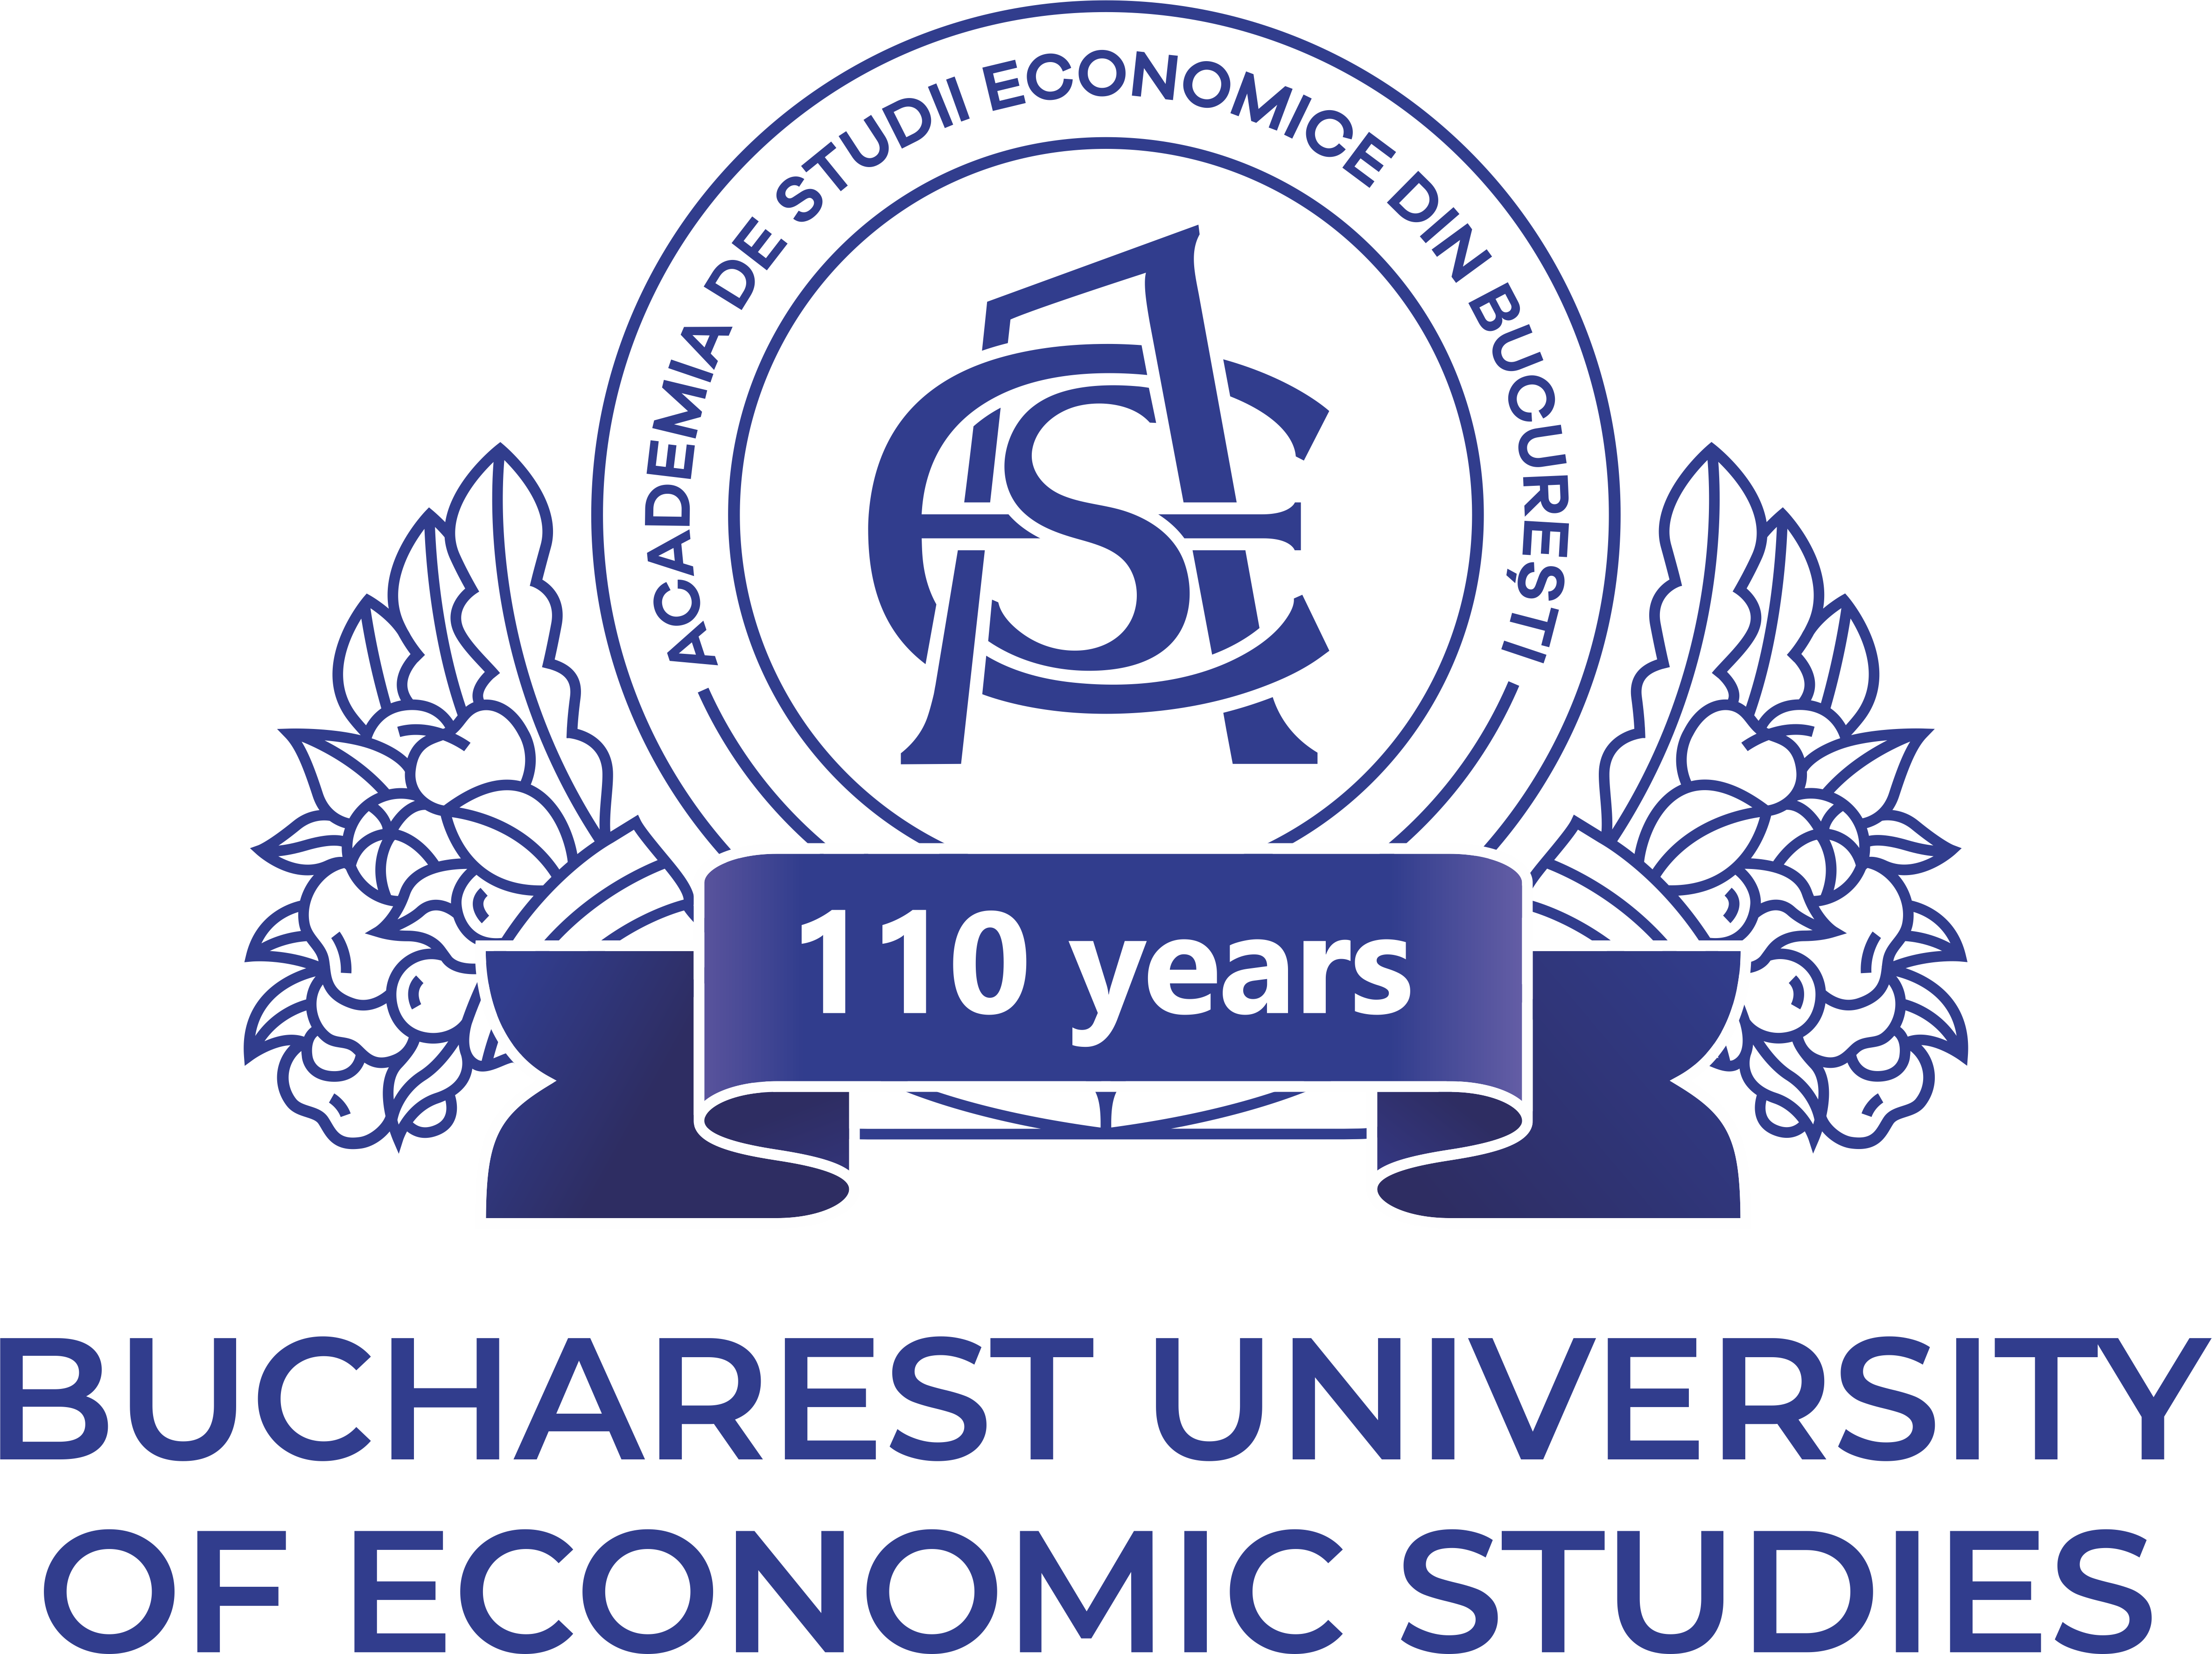 ACADEMIA DE STUDII ECONOMICE DIN BUCUREȘTI
ASE
110 years
BUCHAREST UNIVERSITY
OF ECONOMIC STUDIES